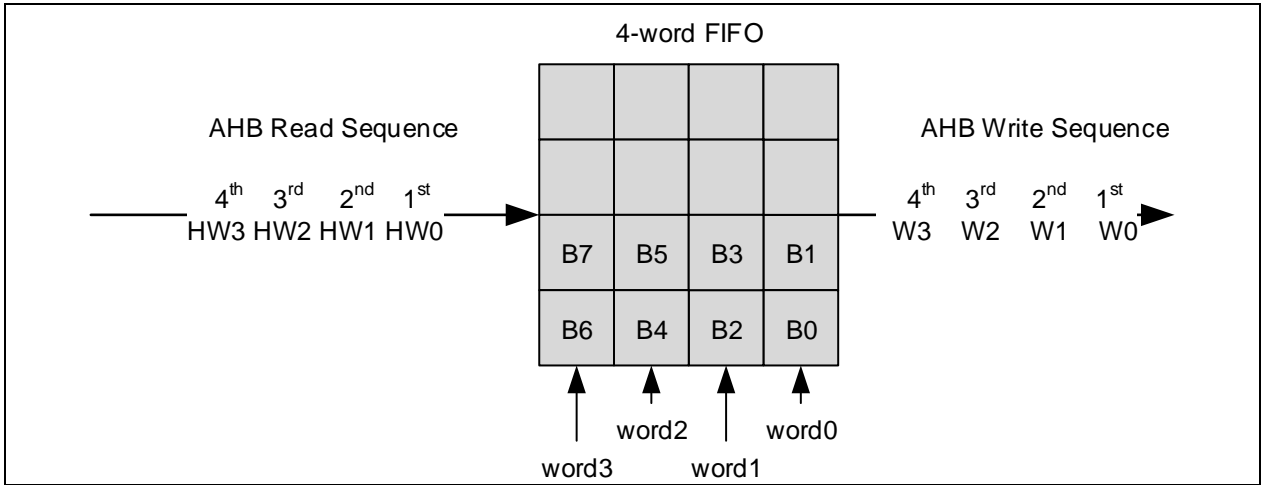 4-word FIFO
AHB Read Sequence
AHB Write Sequence
4th 3rd 2nd 1st
HW3 HW2 HW1 HW0
4th 3rd 2nd 1st
W3 W2 W1 W0
B7 B5 B3 B1
B6 B4 B2 B0
word2 word0
word3 word1